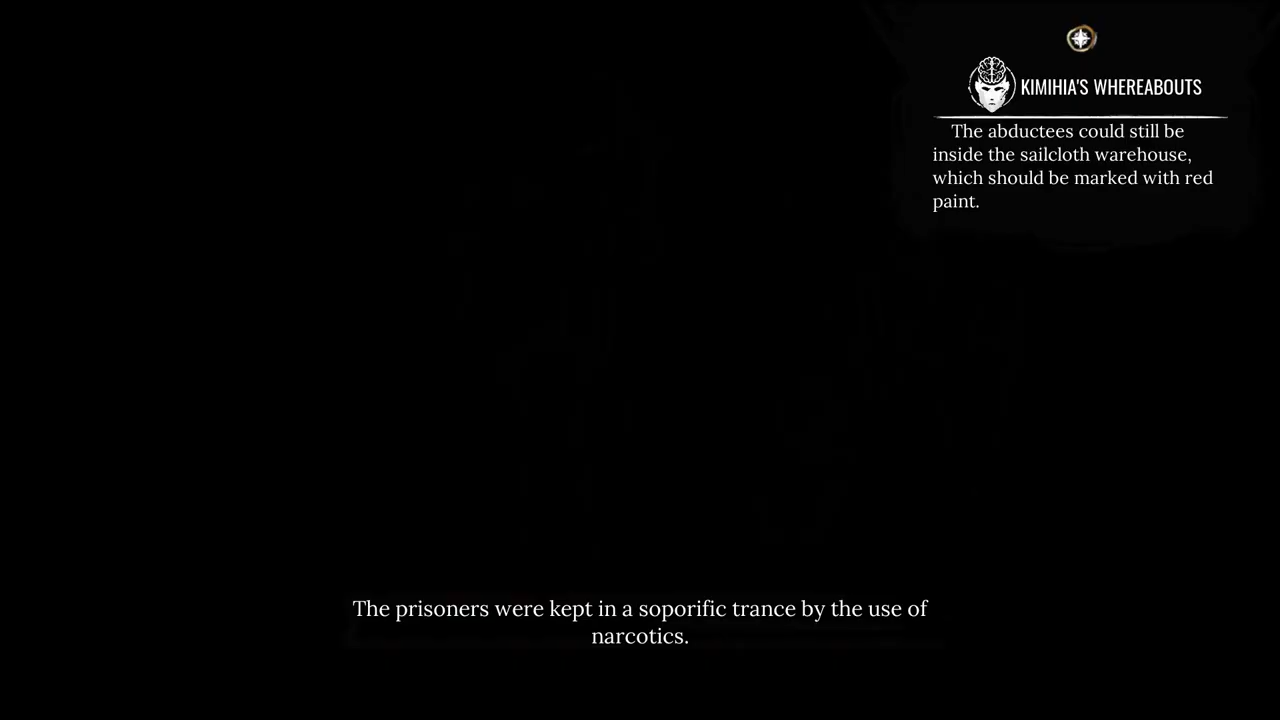 KIMIHIA'S WHEREABOUTS
The abductees could still be
inside the sailcloth warehouse,
which should be marked with red
paint.
The prisoners were kept in a soporific trance by the use of
narcotics.